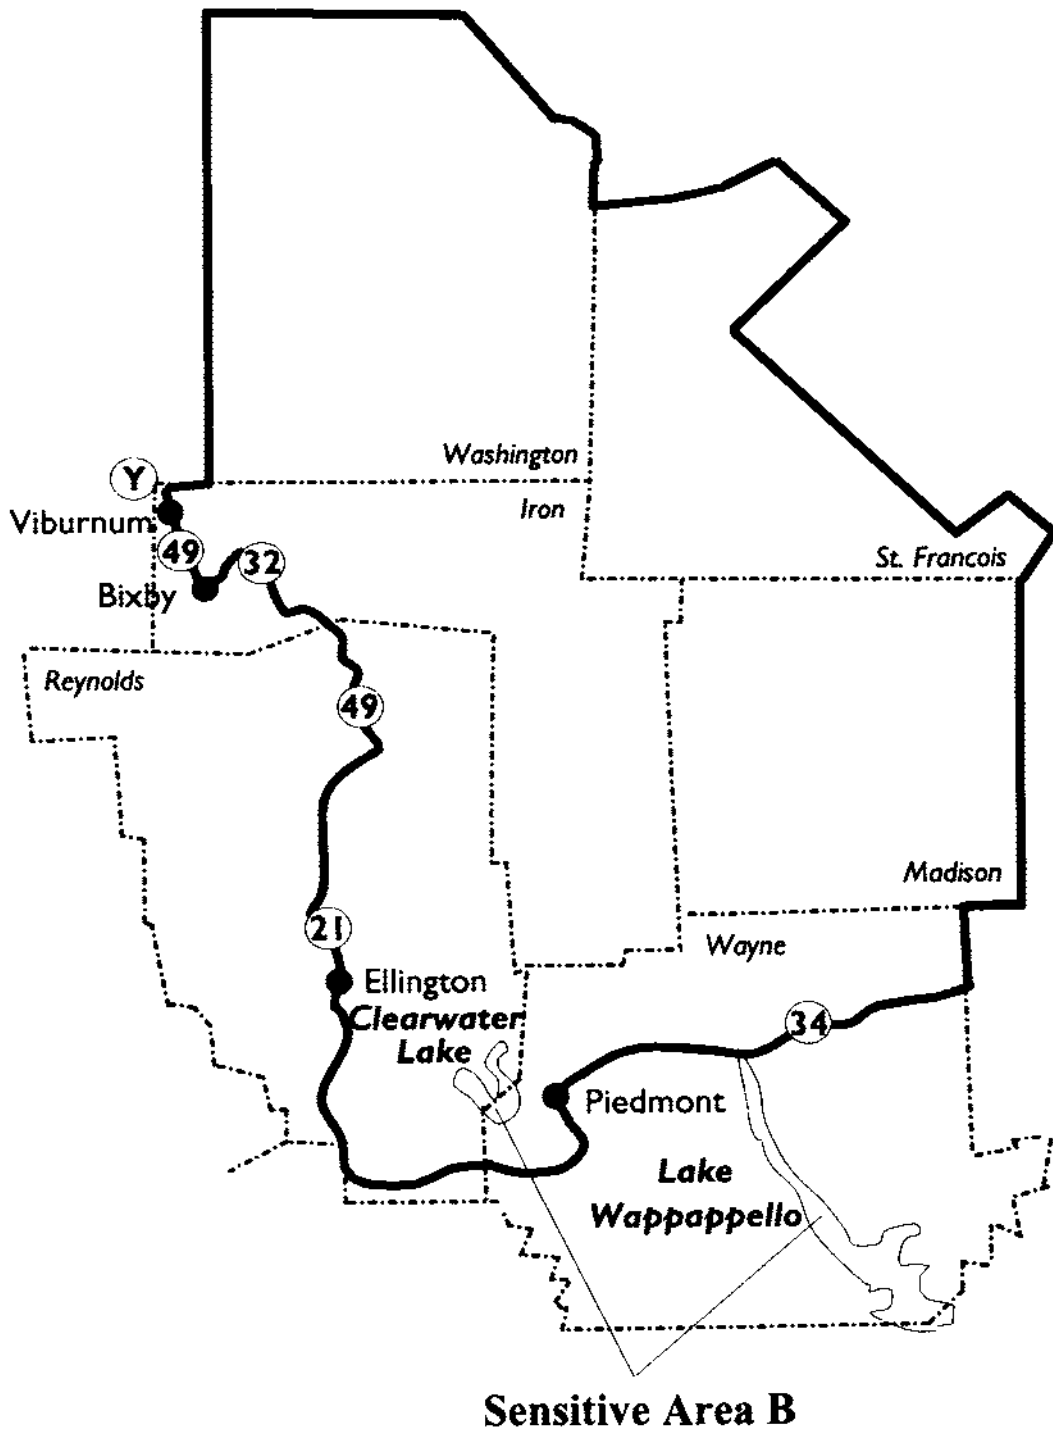 Washington
Y
Iron
Viburnum
49
32
St. Francois
Bixby
Reynolds
49
Madison
21
Wayne
Ellington
Clearwater
Lake
34
Piedmont
Lake
Wappappello
Sensitive Area B